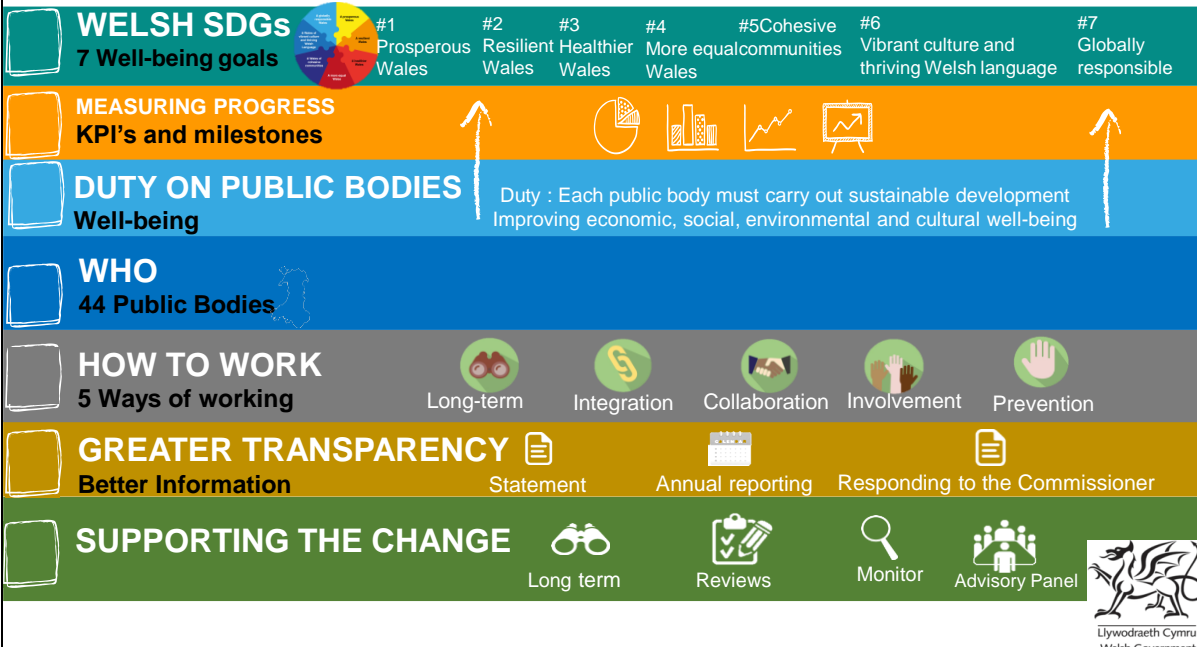 WELSH SDGs
7 Well-being goals
#1
Prosperous
Wales
#2
Resilient
Wales
#3
Healthier
Wales
#4
More equal
Wales
#5Cohesive
communities
#6
Vibrant culture and
thriving Welsh language
#7
Globally
responsible
MEASURING PROGRESS
KPI's and milestones
DUTY ON PUBLIC BODIES
Well-being
Duty : Each public body must carry out sustainable development
Improving economic, social, environmental and cultural well-being
WHO
44 Public Bodies
HOW TO WORK
5 Ways of working
Long-term
Integration
Collaboration
Involvement
Prevention
GREATER TRANSPARENCY
Better Information
Statement
Annual reporting
Responding to the Commissioner
SUPPORTING THE CHANGE
Long term
Reviews
Monitor
Advisory Panel
Llywodraeth Cymru
Welsh Government